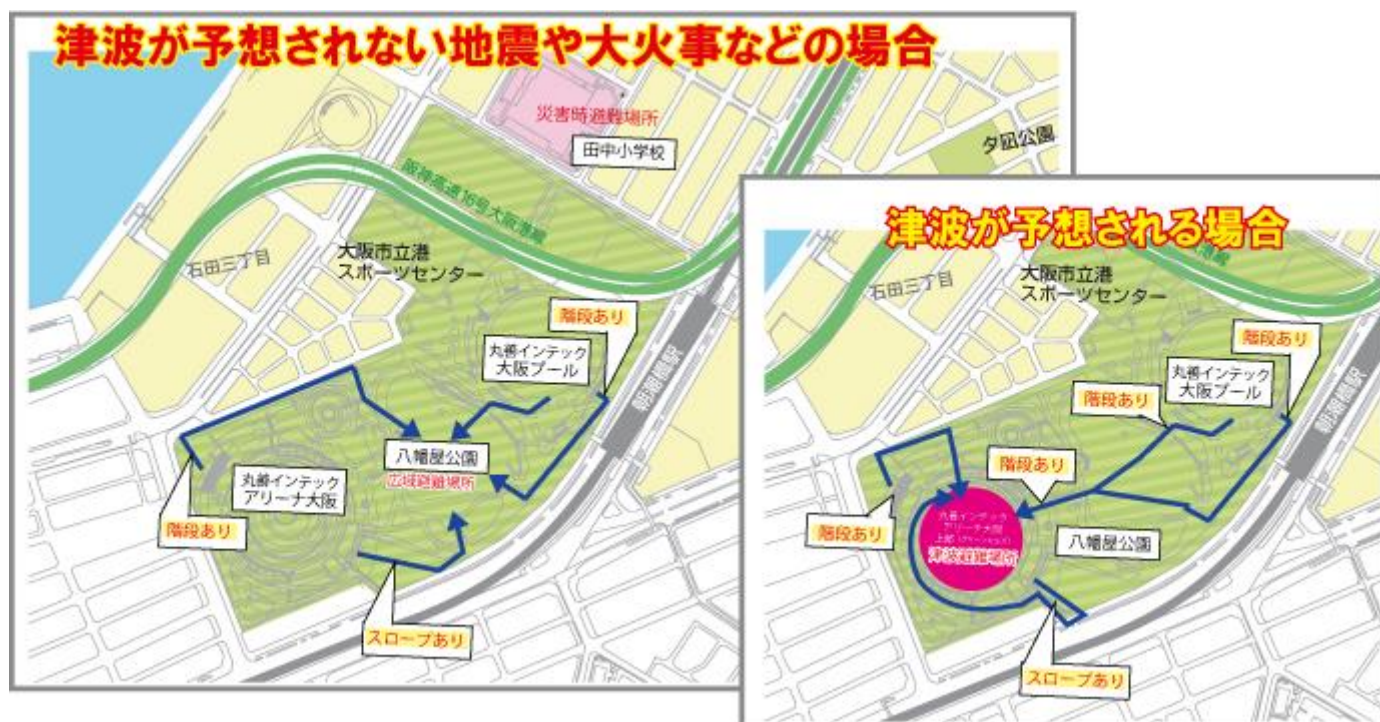 津波が予想されない地震や大火事などの場合
災害時避難場所
田中小学校
夕凪公園
阪神高速16号大阪港線
石田三丁目
大阪市立港
スポーツセンター
階段あり
丸善インテック
大阪プール
朝潮橋駅
八幡屋公園
広域避難場所
丸善インテック
アリーナ大阪
階段あり
スロープあり
津波が予想される場合
港線
石田三丁目
大阪市立港
スポーツセンター
階段あり
丸善インテック
大阪プール
階段あり
朝潮橋駅
階段あり
階段あり
丸善インテック
アリーナ大阪
津波避難場所
八幡屋公園
スロープあり